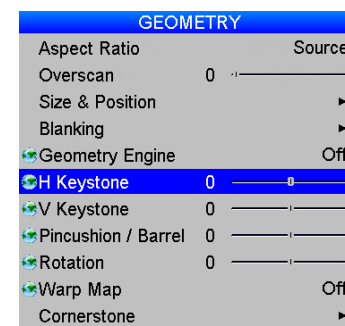 GEOMETRY
Aspect Ratio Source
Overscan 0
Size & Position
Blanking
Geometry Engine Off
H Keystone 0
V Keystone 0
Pincushion / Barrel 0
Rotation 0
Warp Map Off
Cornerstone